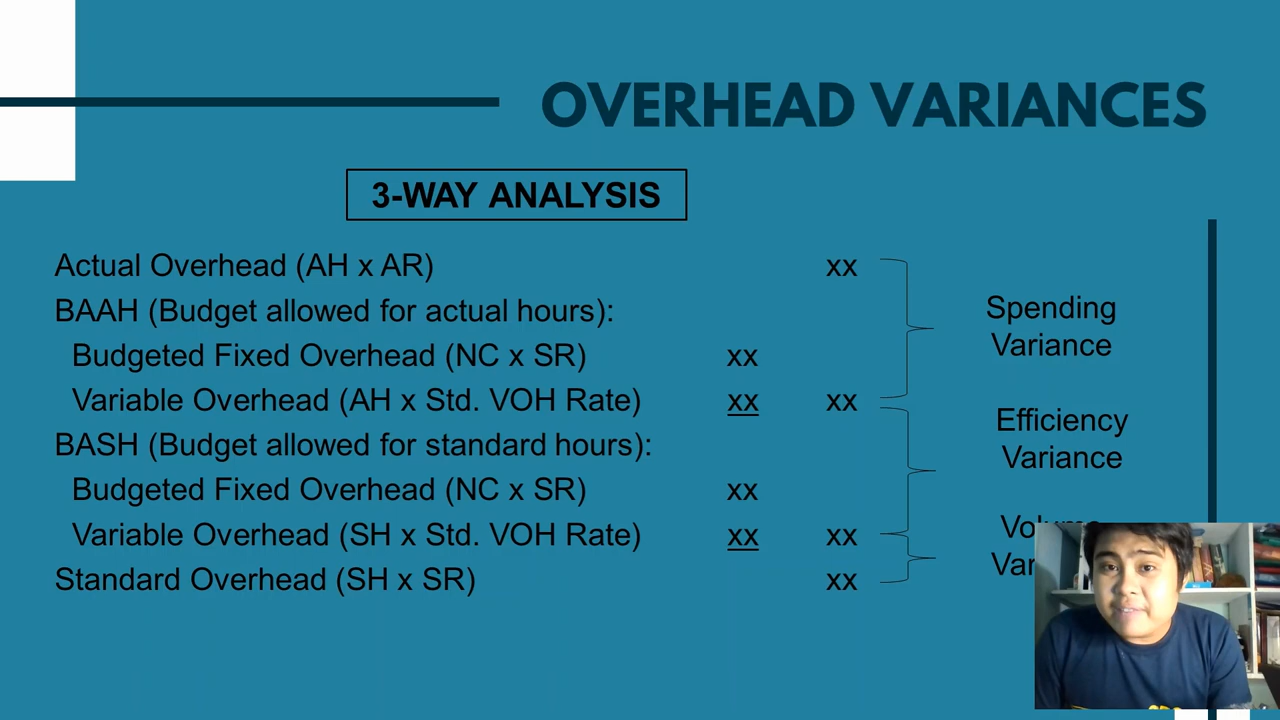 OVERHEAD VARIANCES
3-WAY ANALYSIS
Actual Overhead (AH x AR) xx
BAAH (Budget allowed for actual hours):
Budgeted Fixed Overhead (NC x SR) xx
Variable Overhead (AH x Std. VOH Rate) xx xx
BASH (Budget allowed for standard hours):
Budgeted Fixed Overhead (NC x SR) xx
Variable Overhead (SH x Std. VOH Rate) xx xx
Standard Overhead (SH x SR) xx
Spending
Variance
Efficiency
Variance